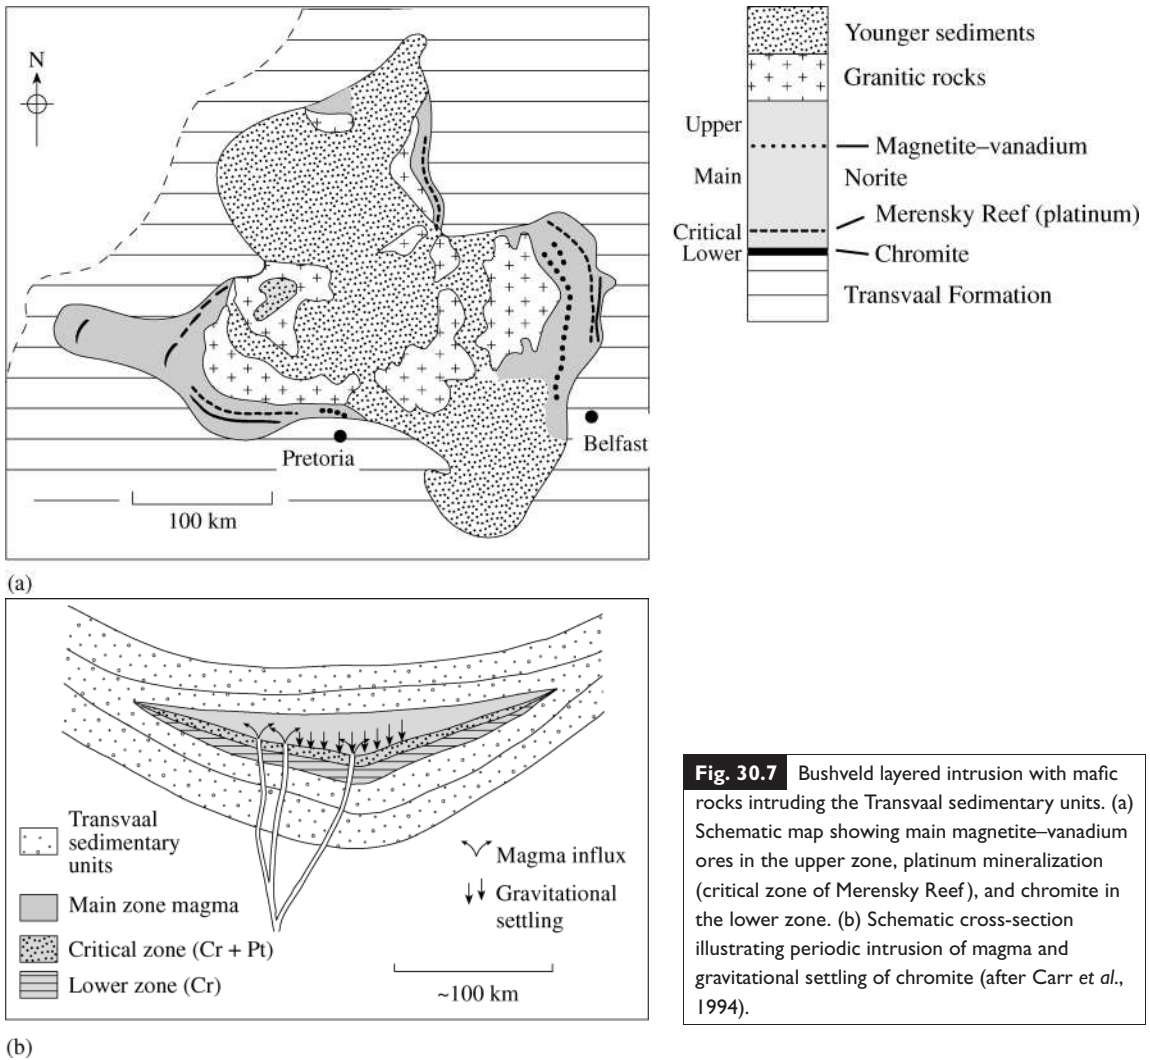 N
Pretoria
Belfast
100 km
(a)
Younger sediments
Granitic rocks
Upper
Magnetite–vanadium
Main
Norite
Merensky Reef (platinum)
Critical
Lower
Chromite
Transvaal Formation
Transvaal
sedimentary
units
Main zone magma
Critical zone (Cr + Pt)
Lower zone (Cr)
Magma influx
Gravitational
settling
~100 km
(b)
Fig. 30.7 Bushveld layered intrusion with mafic
rocks intruding the Transvaal sedimentary units. (a)
Schematic map showing main magnetite–vanadium
ores in the upper zone, platinum mineralization
(critical zone of Merensky Reef), and chromite in
the lower zone. (b) Schematic cross-section
illustrating periodic intrusion of magma and
gravitational settling of chromite (after Carr et al.,
1994).